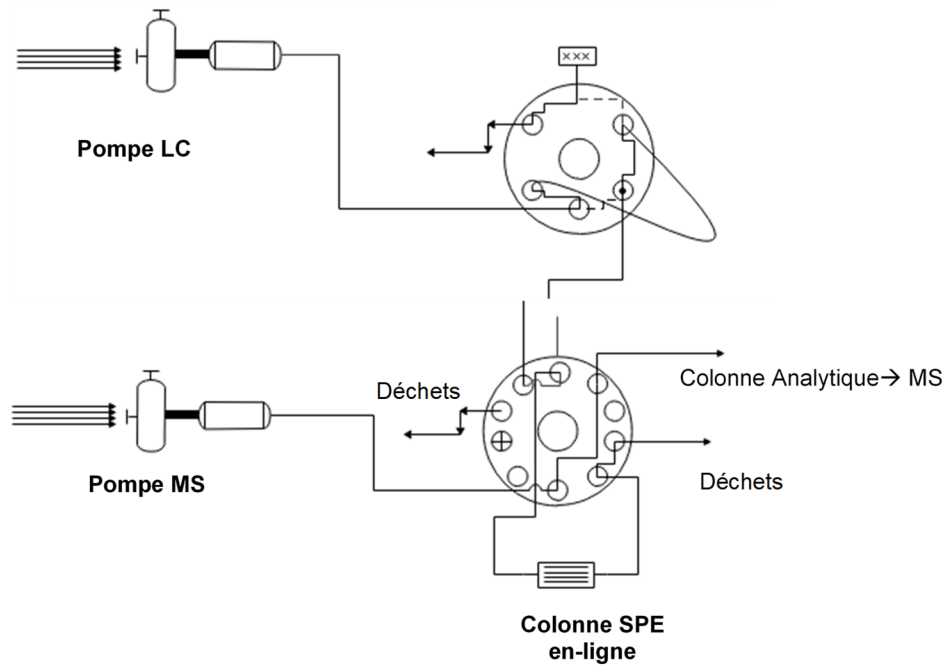 ×××
Pompe LC
Déchets
Colonne Analytique→ MS
Pompe MS
Déchets
Colonne SPE
en-ligne